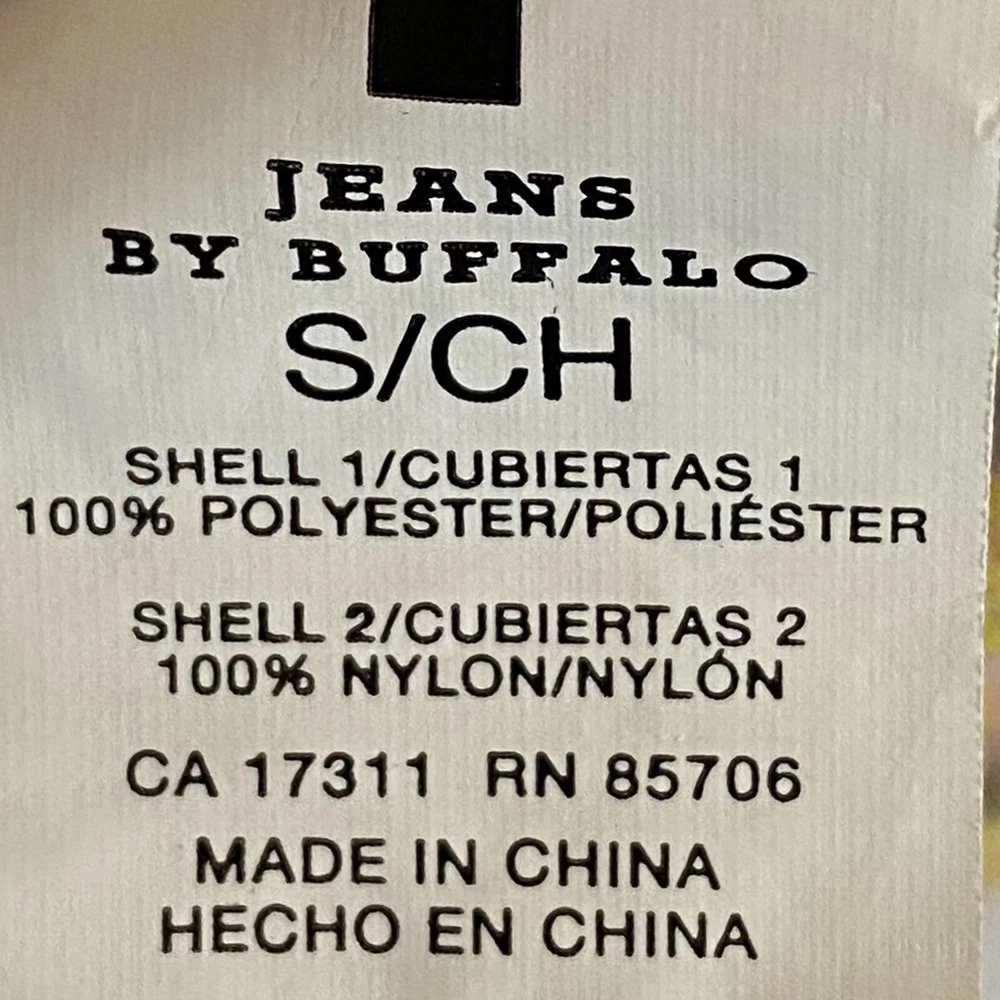 JEANS
BY BUFFALO
S/CH
SHELL 1/CUBIERTAS 1
100% POLYESTER/POLIÉSTER
SHELL 2/CUBIERTAS 2
100% NYLON/NYLÓN
CA 17311 RN 85706
MADE IN CHINA
HECHO EN CHINA